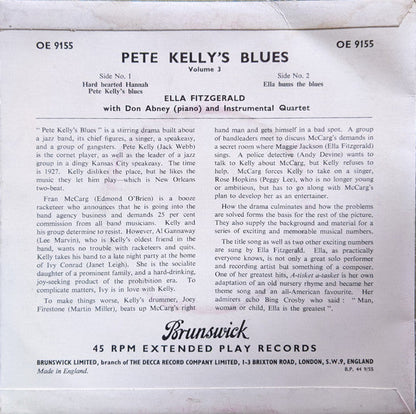 OE 9155
OE 9155
PETE KELLY'S BLUES
Volume 3
Side No. 1
Hard hearted Hannah
Pete Kelly's blues
Side No. 2
Ella hums the blues
ELLA FITZGERALD
with Don Abney (piano) and Instrumental Quartet
" Pete Kelly's Blues " is a stirring drama built about
a jazz band, its chief figures, a singer, a speakeasy,
and a group of gangsters. Pete Kelly (Jack Webb)
is the cornet player, as well as the leader of a jazz
group in a dingy Kansas City speakeasy. The time
is 1927. Kelly dislikes the place, but he likes the
music they let him play—which is New Orleans
two-beat.
Fran McCarg (Edmond O'Brien) is a booze
racketeer who announces that he is going into the
band agency business and demands 25 per cent
commission from all band musicians. Kelly and
his group determine to resist. However, Al Gannaway
(Lee Marvin), who is Kelly's oldest friend in the
band, wants no trouble with racketeers and quits.
Kelly takes his band to a late night party at the home
of Ivy Conrad (Janet Leigh). She is the socialite
daughter of a prominent family, and a hard-drinking,
joy-seeking product of the prohibition era. To
complicate matters, Ivy is in love with Kelly.
To make things worse, Kelly's drummer, Joey
Firestone (Martin Miller), beats up McCarg's right
hand man and gets himself in a bad spot. A group
of bandleaders meet to discuss McCarg's demands in
a secret room where Maggie Jackson (Ella Fitzgerald)
sings. A police detective (Andy Devine) wants to
talk to Kelly about McCarg, but Kelly refuses to
help. McCarg forces Kelly to take on a singer,
Rose Hopkins (Peggy Lee), who is no longer young
or ambitious, but has to go along with McCarg's
plan to develop her as an entertainer.
How the drama culminates and how the problems
are solved forms the basis for the rest of the picture.
They also supply the background and material for a
series of exciting and memorable musical numbers.
The title song as well as two other exciting numbers
are sung by Ella Fitzgerald. Ella, as practically
everyone knows, is not only a great solo performer
and recording artist but something of a composer.
One of her greatest hits, A-tisket a-tasket is her own
adaptation of an old nursery rhyme and became her
theme song and an all-American favourite. Her
admirers echo Bing Crosby who said : " Man,
woman or child, Ella is the greatest ".
Brunswick
45 RPM EXTENDED PLAY RECORDS
BRUNSWICK LIMITED, branch of THE DECCA RECORD COMPANY LIMITED, 1-3 BRIXTON ROAD, LONDON, S.W.9, ENGLAND
Made in England.
B.P. 44 9/55